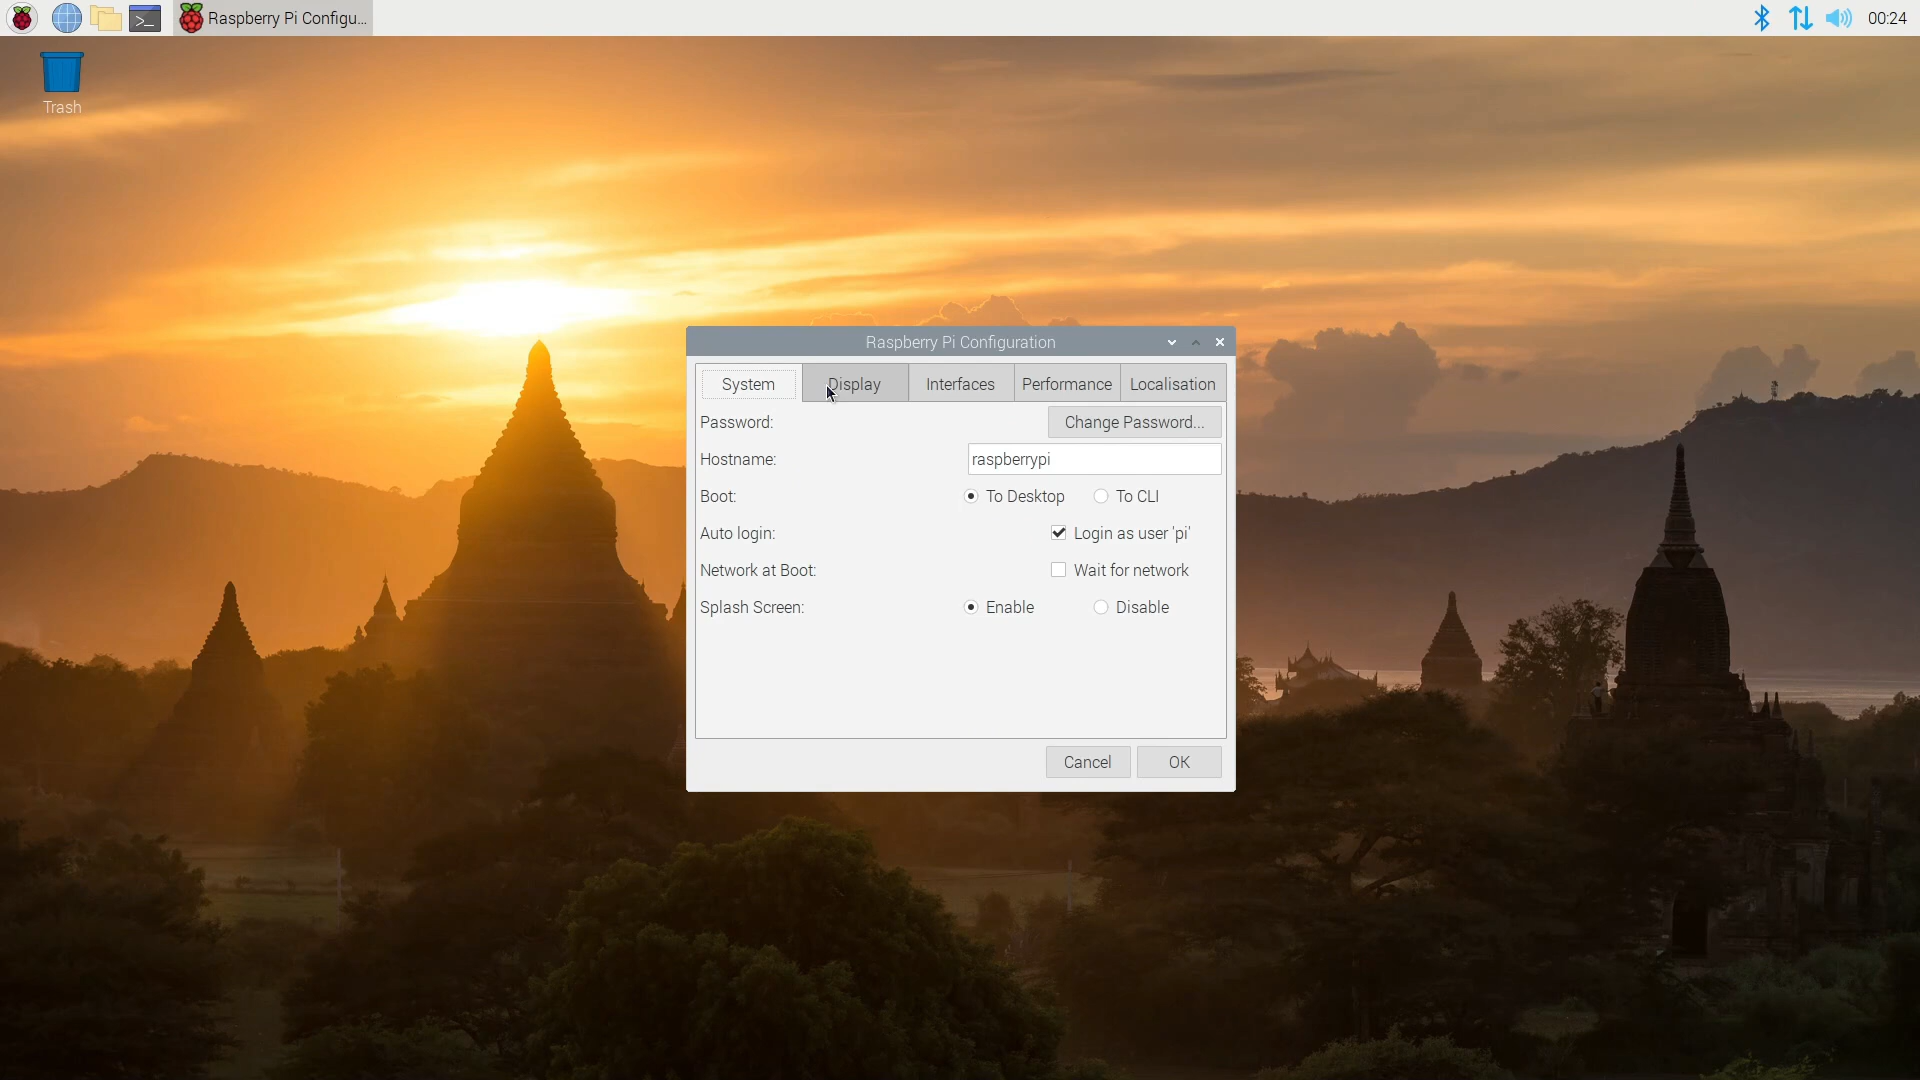 Raspberry Pi Configu...
00:24
Trash
Raspberry Pi Configuration
System Display Interfaces Performance Localisation
Password: Change Password...
Hostname: raspberrypi
Boot: To Desktop To CLI
Auto login: Login as user 'pi'
Network at Boot: Wait for network
Splash Screen: Enable Disable
Cancel OK